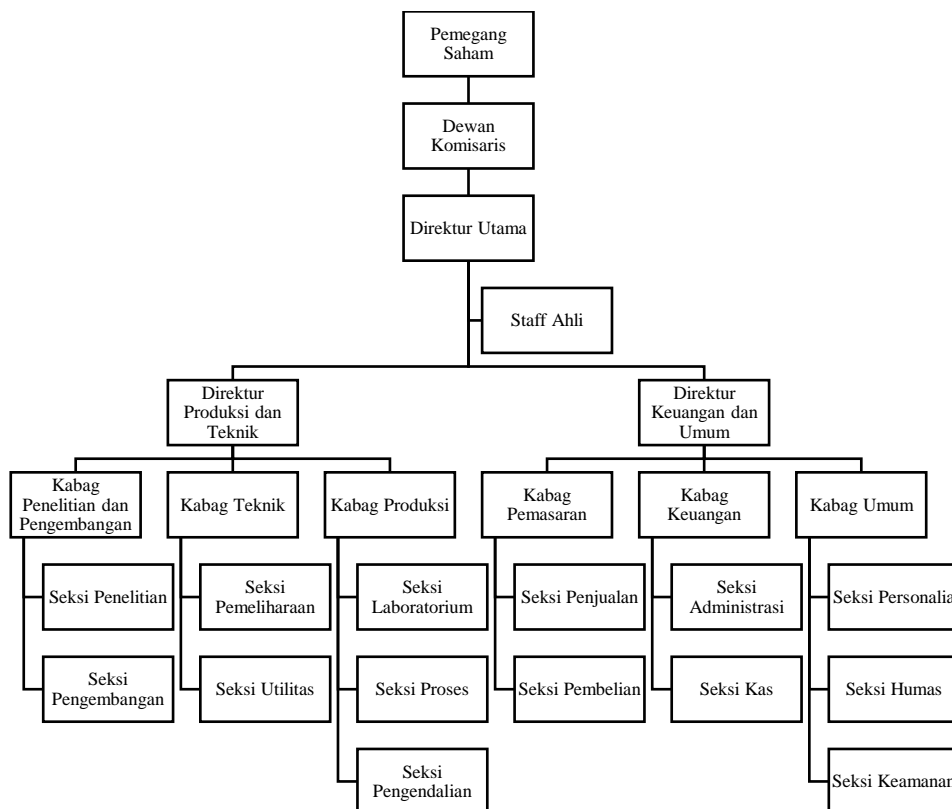 Pemegang
Saham
Dewan
Komisaris
Direktur Utama
Staff Ahli
Direktur
Produksi dan
Teknik
Direktur
Keuangan dan
Umum
Kabag
Penelitian dan
Pengembangan
Kabag Teknik
Kabag Produksi
Kabag
Pemasaran
Kabag
Keuangan
Kabag Umum
Seksi Penelitian
Seksi
Pemeliharaan
Seksi
Laboratorium
Seksi Penjualan
Seksi
Administrasi
Seksi Personalia
Seksi
Pengembangan
Seksi Utilitas
Seksi Proses
Seksi Pembelian
Seksi Kas
Seksi Humas
Seksi
Pengendalian
Seksi Keamanan